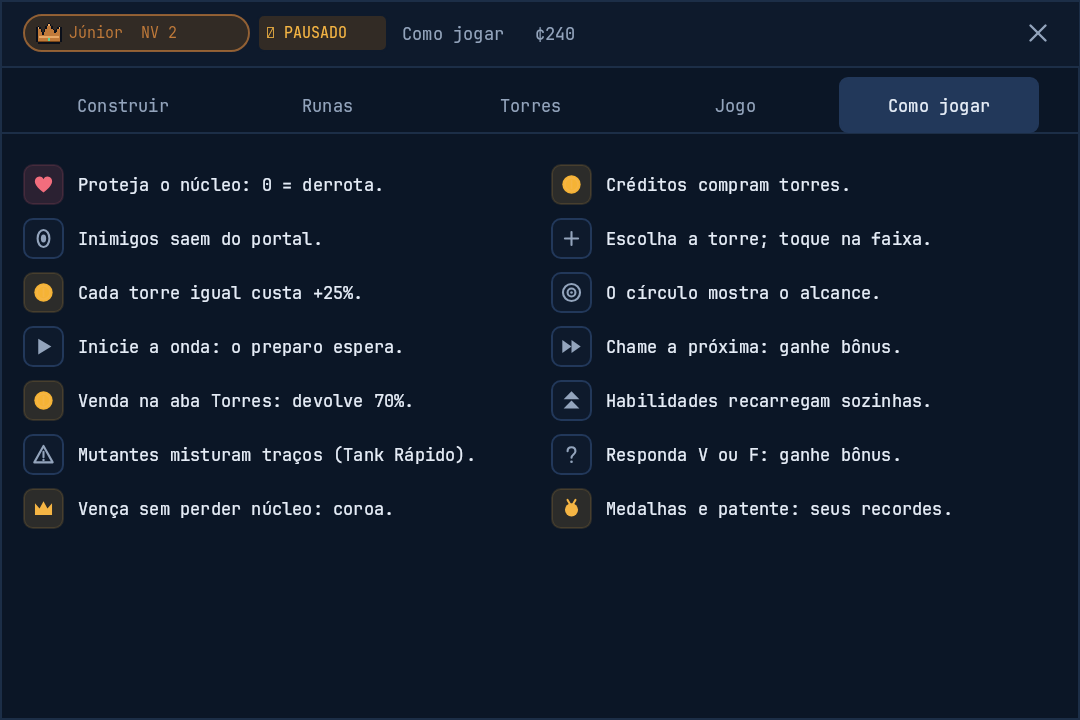 Júnior NV 2
PAUSADO
Como jogar ¢240
Construir
Runas
Torres
Jogo
Como jogar
Proteja o núcleo: 0 = derrota.
Créditos compram torres.
Inimigos saem do portal.
Escolha a torre; toque na faixa.
Cada torre igual custa +25%.
O círculo mostra o alcance.
Inicie a onda: o preparo espera.
Chame a próxima: ganhe bônus.
Venda na aba Torres: devolve 70%.
Habilidades recarregam sozinhas.
Mutantes misturam traços (Tank Rápido).
Responda V ou F: ganhe bônus.
Vença sem perder núcleo: coroa.
Medalhas e patente: seus recordes.